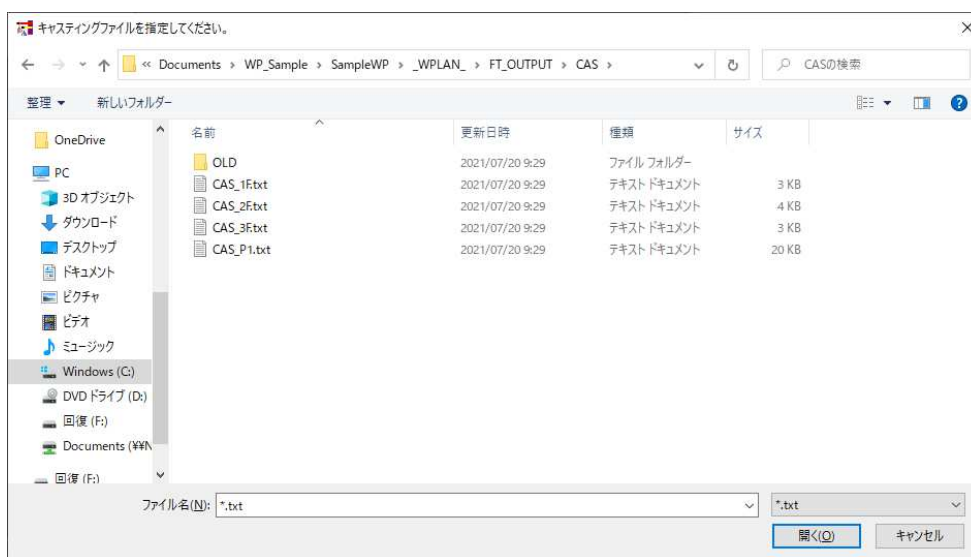 キャスティングファイルを指定してください。
« Documents › WP_Sample › SampleWP › _WPLAN_ › FT_OUTPUT › CAS ›
CASの検索
整理
新しいフォルダー
名前 更新日時 種類 サイズ
OLD 2021/07/20 9:29 ファイル フォルダー
CAS_1F.txt 2021/07/20 9:29 テキスト ドキュメント 3 KB
CAS_2F.txt 2021/07/20 9:29 テキスト ドキュメント 4 KB
CAS_3F.txt 2021/07/20 9:29 テキスト ドキュメント 3 KB
CAS_P1.txt 2021/07/20 9:29 テキスト ドキュメント 20 KB
OneDrive
PC
3D オブジェクト
ダウンロード
デスクトップ
ドキュメント
ピクチャ
ビデオ
ミュージック
Windows (C:)
DVD ドライブ (D:)
回復 (F:)
Documents (¥¥N
回復 (F:)
ファイル名(N): *.txt
*.txt
開く(O)
キャンセル